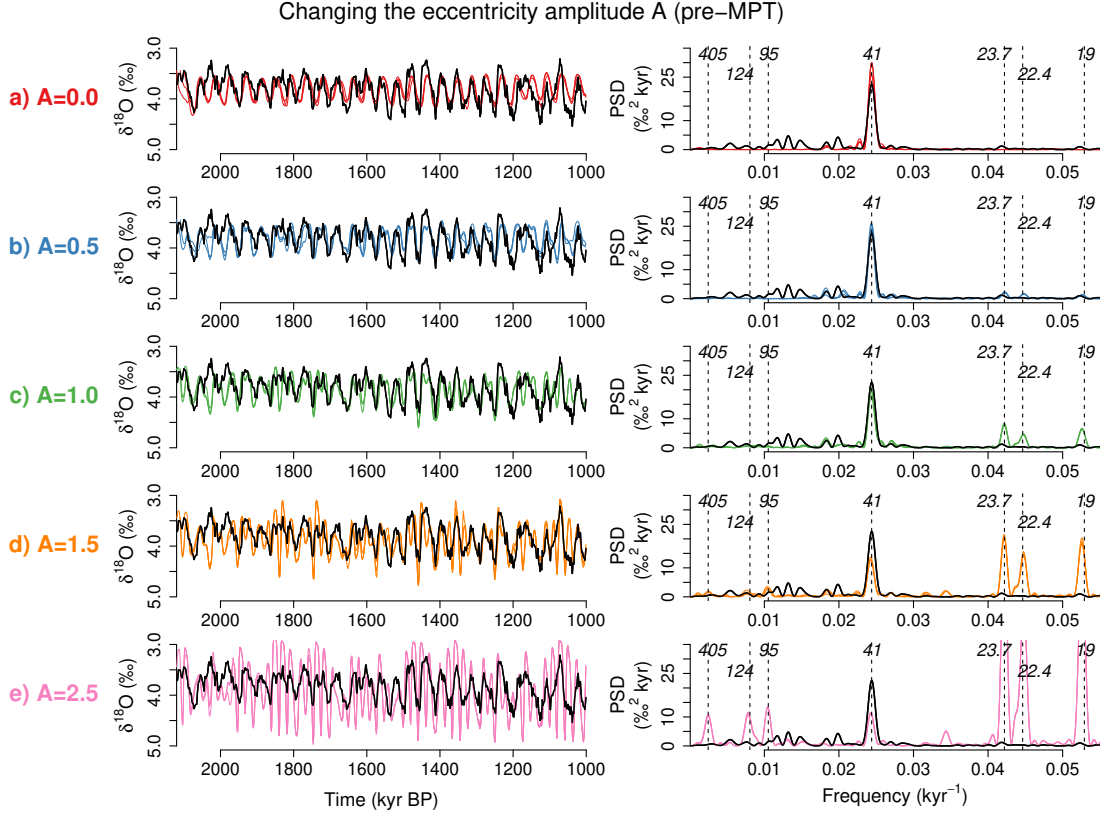 Changing the eccentricity amplitude A (pre−MPT)
a) A=0.0
δ18O (‰)
3.0
4.0
5.0
2000 1800 1600 1400 1200 1000
PSD
(‰2 kyr)
0 10 25
405 95 41 23.7 19
124 22.4
0.01 0.02 0.03 0.04 0.05
b) A=0.5
δ18O (‰)
3.0
4.0
5.0
2000 1800 1600 1400 1200 1000
PSD
(‰2 kyr)
0 10 25
405 95 41 23.7 19
124 22.4
0.01 0.02 0.03 0.04 0.05
c) A=1.0
δ18O (‰)
3.0
4.0
5.0
2000 1800 1600 1400 1200 1000
PSD
(‰2 kyr)
0 10 25
405 95 41 23.7 19
124 22.4
0.01 0.02 0.03 0.04 0.05
d) A=1.5
δ18O (‰)
3.0
4.0
5.0
2000 1800 1600 1400 1200 1000
PSD
(‰2 kyr)
0 10 25
405 95 41 23.7 19
124 22.4
0.01 0.02 0.03 0.04 0.05
e) A=2.5
δ18O (‰)
3.0
4.0
5.0
2000 1800 1600 1400 1200 1000
Time (kyr BP)
PSD
(‰2 kyr)
0 10 25
405 95 41 23.7 19
124 22.4
0.01 0.02 0.03 0.04 0.05
Frequency (kyr−1)